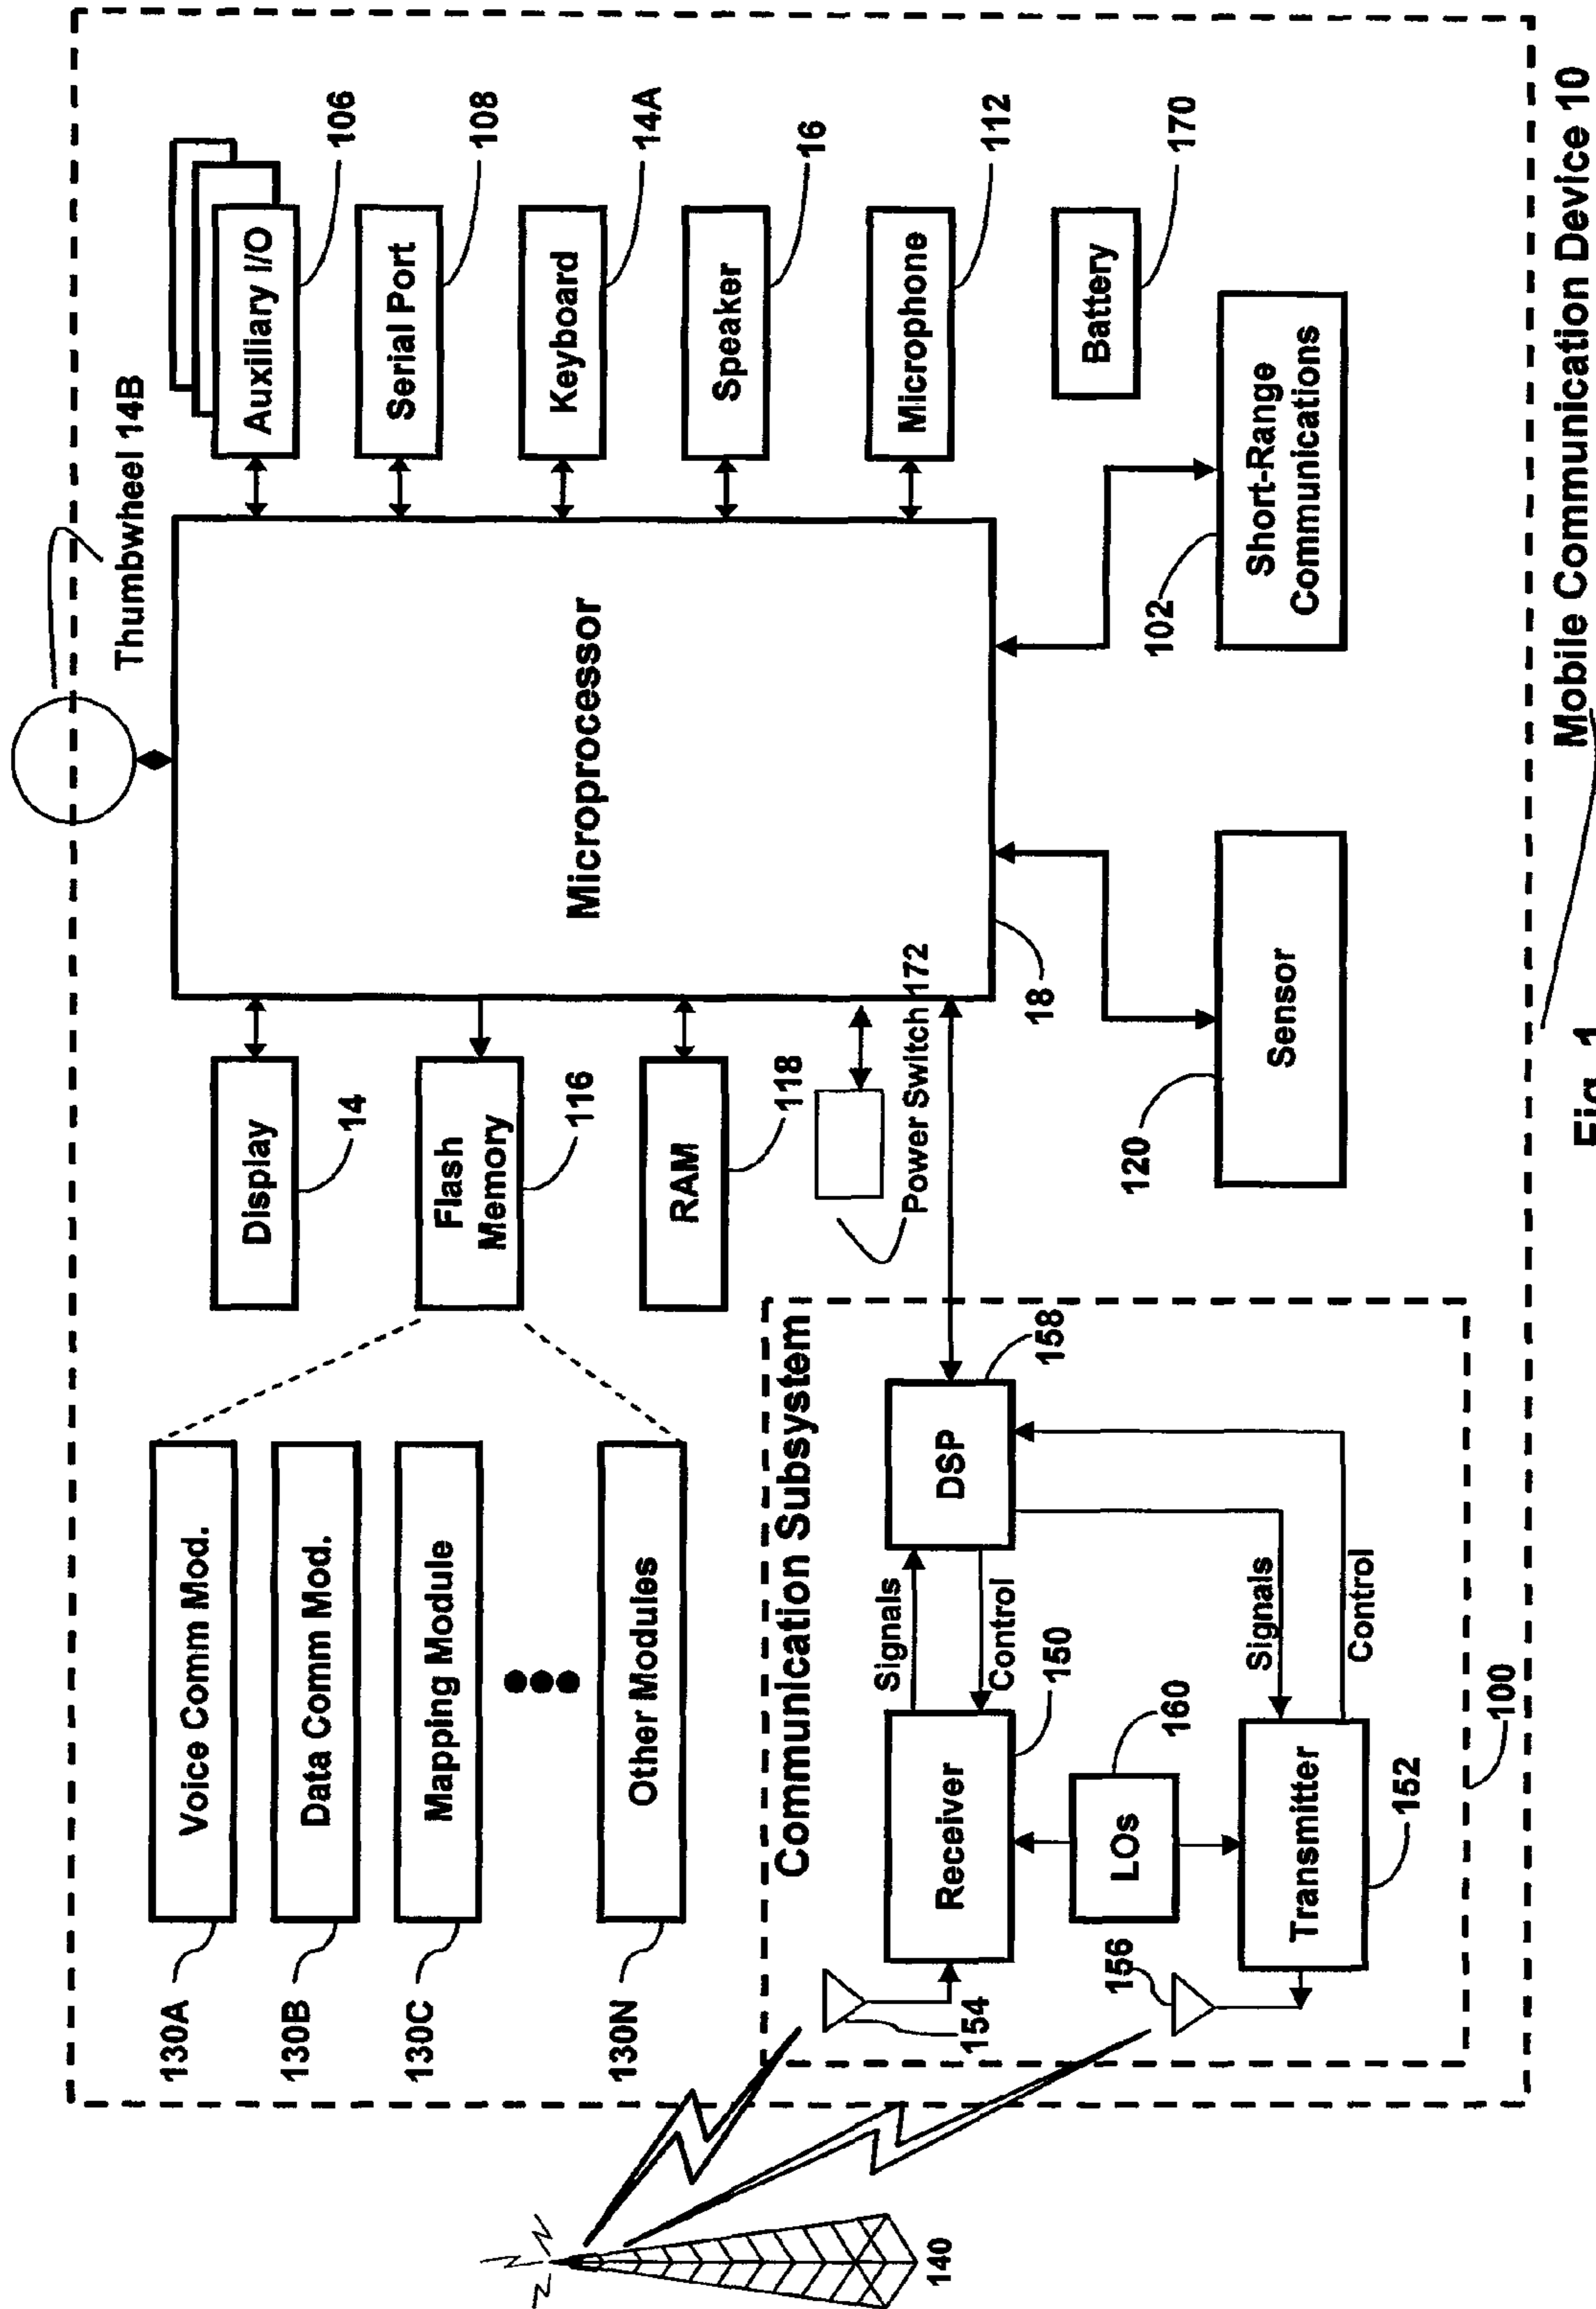 Thumbwheel 14B
130A
Voice Comm Mod.
130B
Data Comm Mod.
130C
Mapping Module
130N
Other Modules
Display
14
Flash
Memory
116
RAM
118
Power Switch 172
Microprocessor
18
Auxiliary I/O
106
Serial Port
108
Keyboard
14A
Speaker
16
Microphone
112
Battery
170
Communication Subsystem
154
Receiver
150
Signals
Control
DSP
158
LOs
160
156
Transmitter
152
Signals
Control
100
120
Sensor
102
Short-Range
Communications
140
Mobile Communication Device 10
Fig. 1